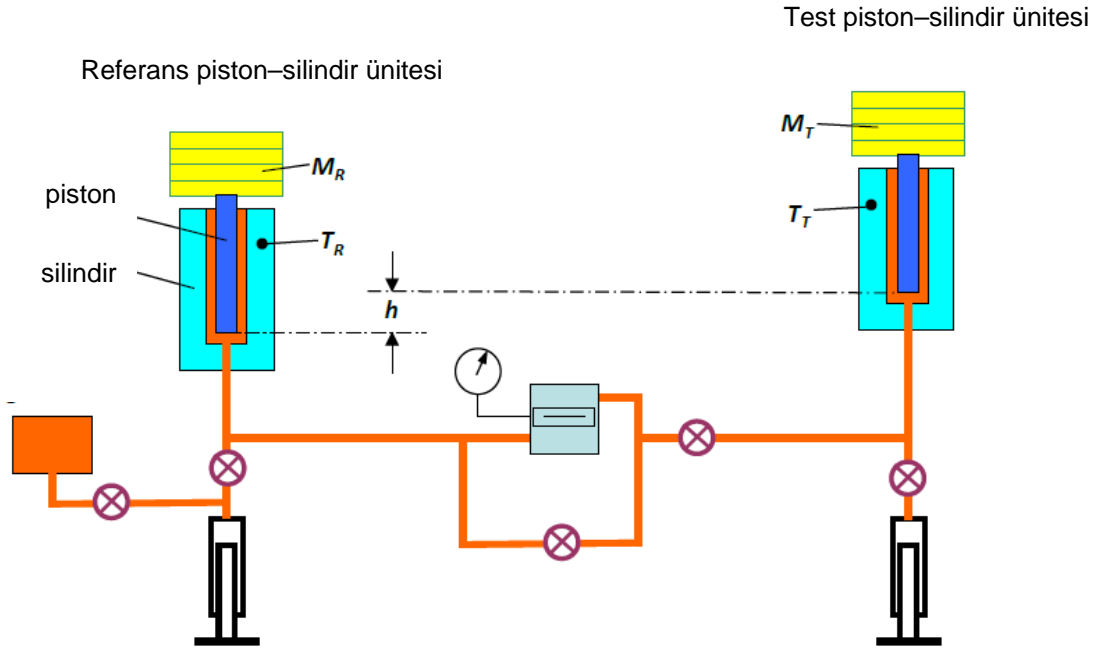 Test piston–silindir ünitesi
Referans piston–silindir ünitesi
M_T
M_R
piston
T_T
T_R
silindir
h